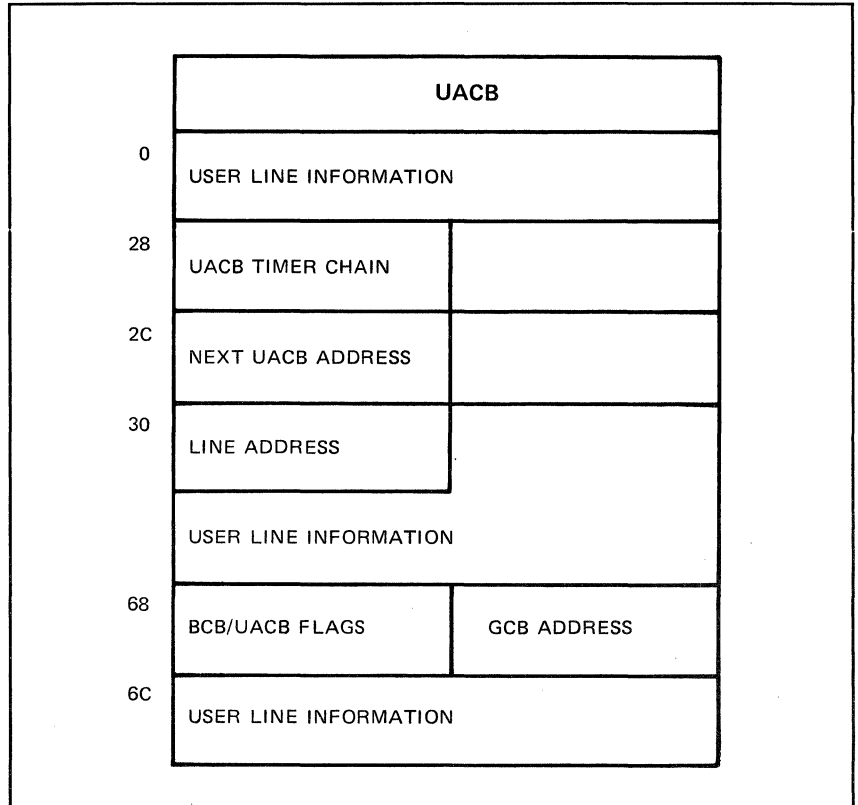 UACB
0
USER LINE INFORMATION
28
UACB TIMER CHAIN
2C
NEXT UACB ADDRESS
30
LINE ADDRESS
USER LINE INFORMATION
68
BCB/UACB FLAGS GCB ADDRESS
6C
USER LINE INFORMATION